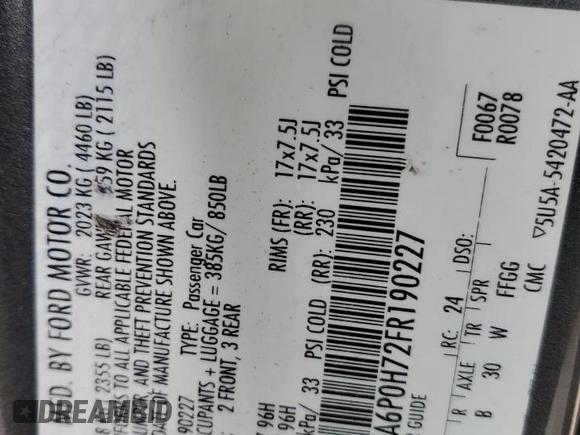 D. BY FORD MOTOR CO.
GVWR: 2023 KG ( 4460 LB)
2355 LB) REAR GAWR 59 KG ( 2115 LB)
TO ALL APPLICABLE FEDERAL MOTOR
AND THEFT PREVENTION STANDARDS
OF MANUFACTURE SHOWN ABOVE.
90227 TYPE: Passenger Car
CUPANTS + LUGGAGE = 385KG/ 850LB
2 FRONT, 3 REAR
96H RIMS (FR): 17x7.5J
96H (RR): 17x7.5J
kPa/ 33 PSI COLD (RR): 230 kPa/ 33 PSI COLD
A6P0H72FR190227
R GUIDE
F0067
R0078
RC: 24 DSO:
R AXLE TR SPR
B 30 W FFGG
CMC ▽5U5A-5420472-AA
DREAMBID